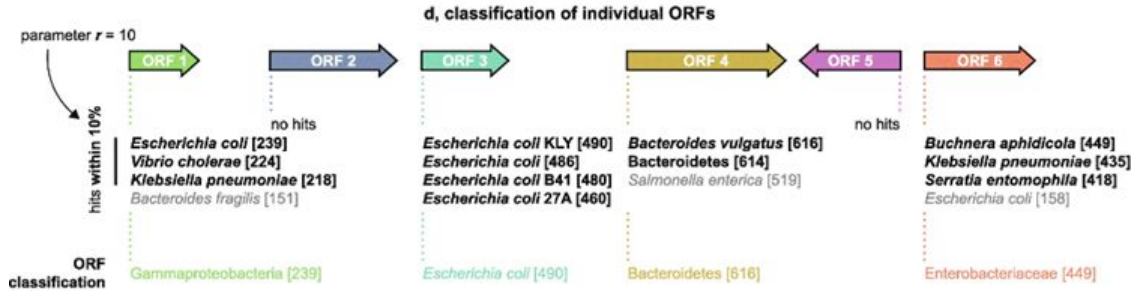 d, classification of individual ORFs
parameter r = 10
ORF 1
ORF 2
ORF 3
ORF 4
ORF 5
ORF 6
hits within 10%
Escherichia coli [239]
Vibrio cholerae [224]
Klebsiella pneumoniae [218]
Bacteroides fragilis [151]
no hits
Escherichia coli KLY [490]
Escherichia coli [486]
Escherichia coli B41 [480]
Escherichia coli 27A [460]
Bacteroides vulgatus [616]
Bacteroidetes [614]
Salmonella enterica [519]
no hits
Buchnera aphidicola [449]
Klebsiella pneumoniae [435]
Serratia entomophila [418]
Escherichia coli [158]
ORF
classification
Gammaproteobacteria [239]
Escherichia coli [490]
Bacteroidetes [616]
Enterobacteriaceae [449]